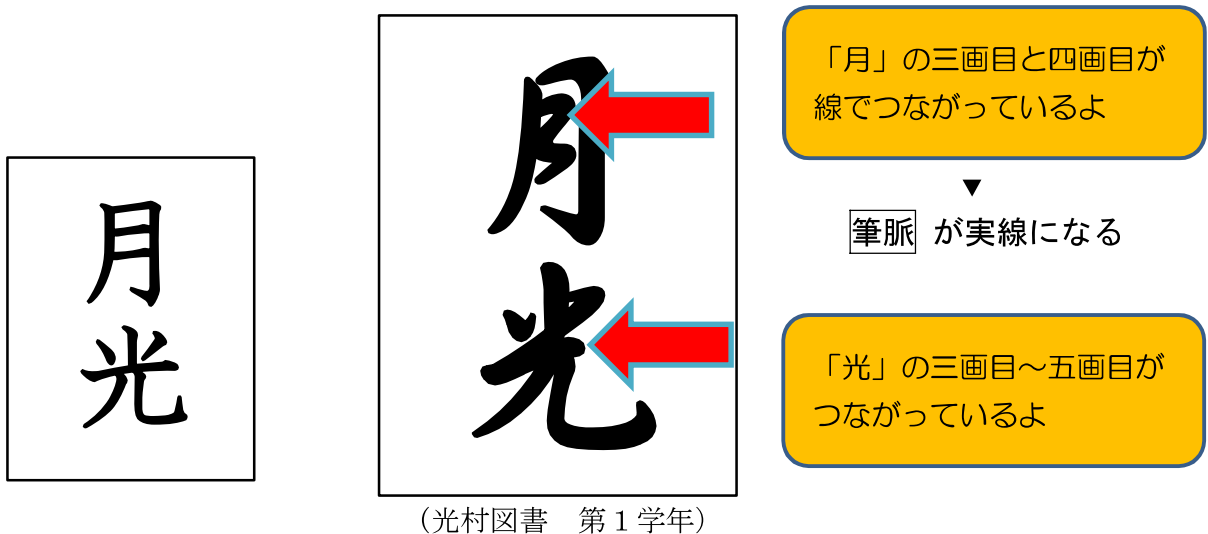 月
光
月
光
(光村図書 第1学年)
「月」の三画目と四画目が
線でつながっているよ
▼
筆脈 が実線になる
「光」の三画目～五画目が
つながっているよ